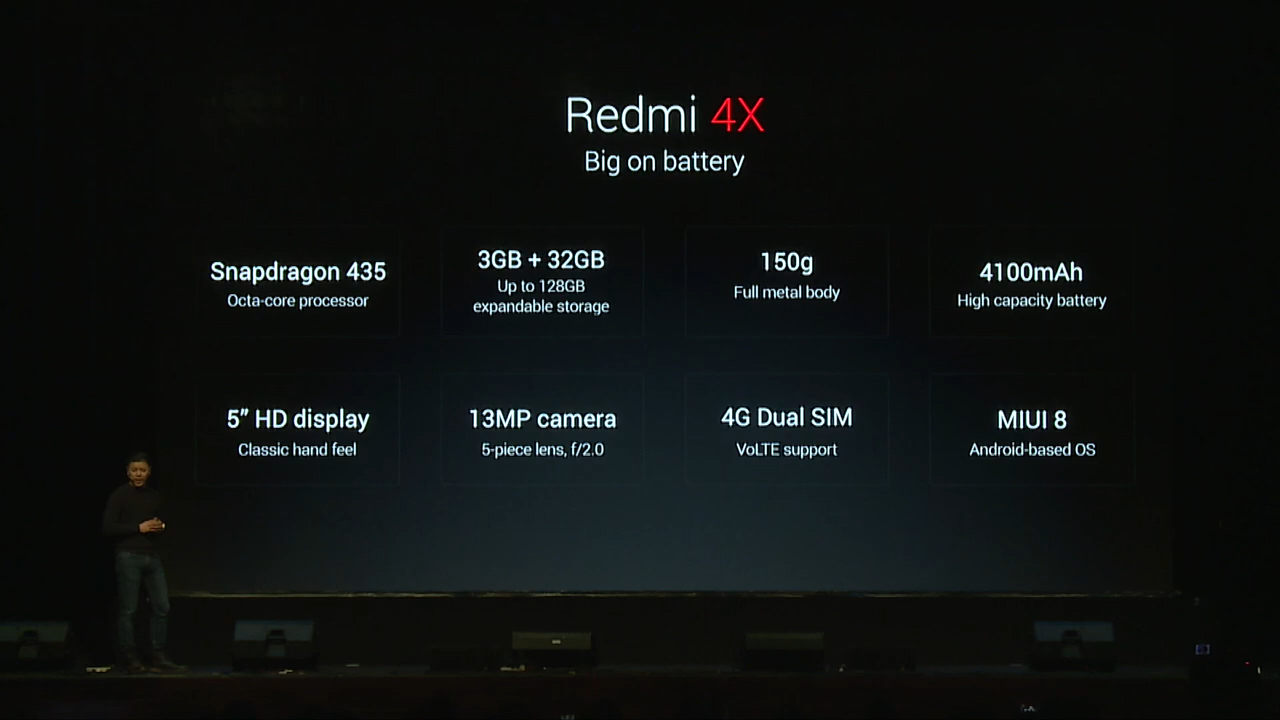 Redmi 4X
Big on battery
Snapdragon 435
Octa-core processor
3GB + 32GB
Up to 128GB
expandable storage
150g
Full metal body
4100mAh
High capacity battery
5” HD display
Classic hand feel
13MP camera
5-piece lens, f/2.0
4G Dual SIM
VoLTE support
MIUI 8
Android-based OS